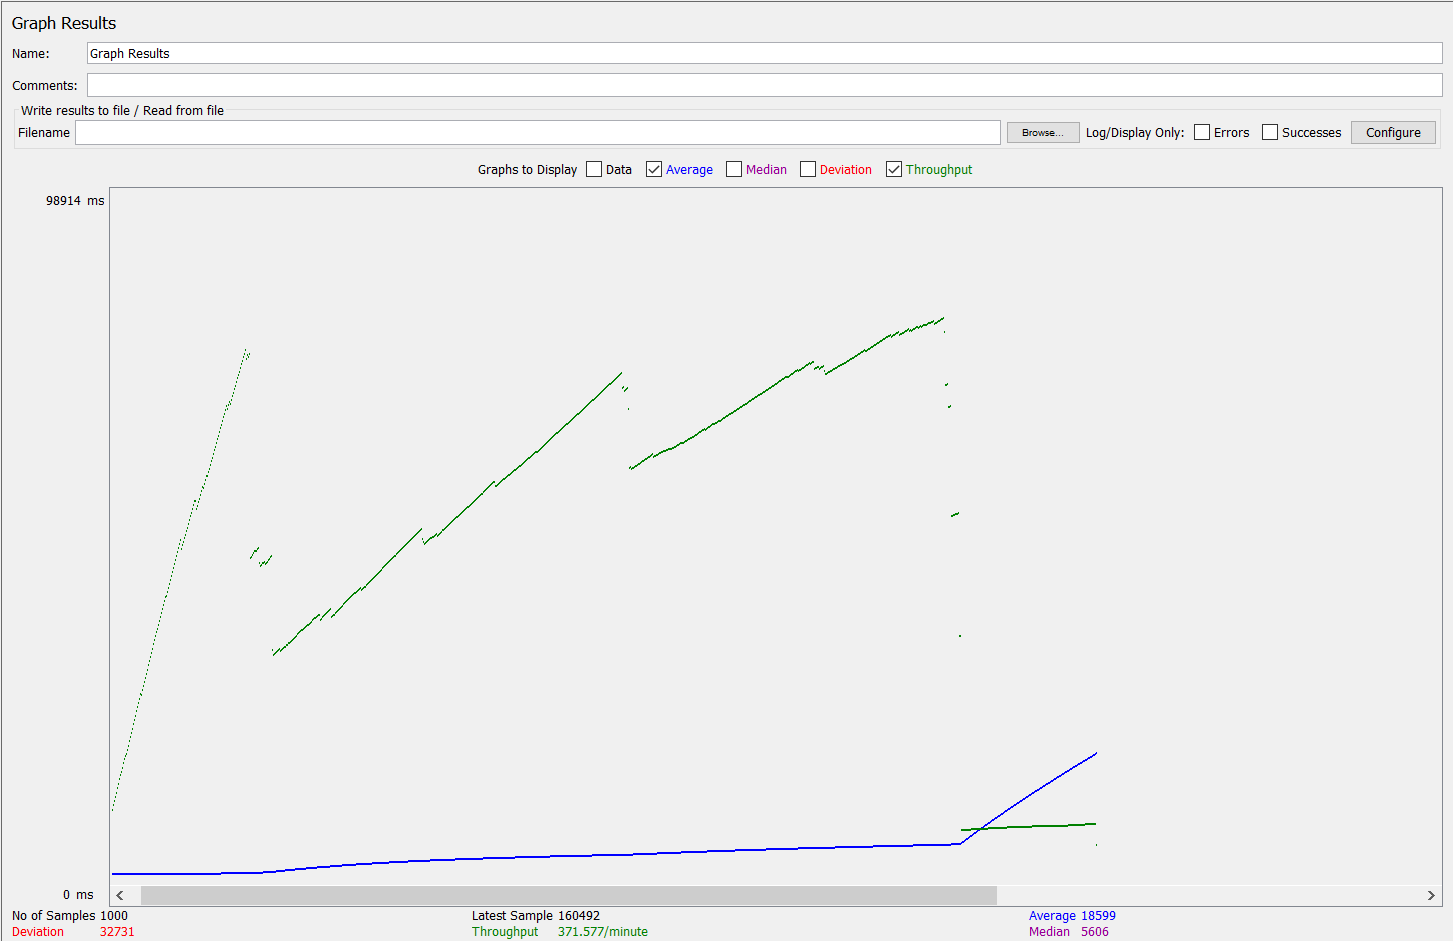 Graph Results
Name: Graph Results
Comments:
Write results to file / Read from file
Filename Browse... Log/Display Only: Errors Successes Configure
Graphs to Display Data Average Median Deviation Throughput
98914 ms
0 ms
No of Samples 1000 Latest Sample 160492 Average 18599
Deviation 32731 Throughput 371.577/minute Median 5606